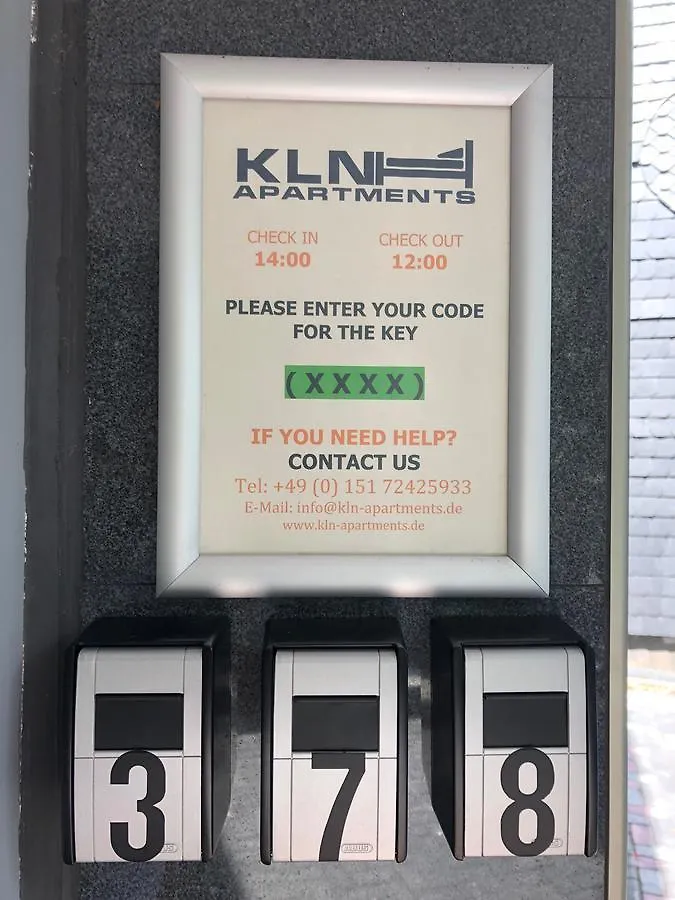 KLN
APARTMENTS
CHECK IN CHECK OUT
14:00 12:00
PLEASE ENTER YOUR CODE
FOR THE KEY
(XXXX)
IF YOU NEED HELP?
CONTACT US
Tel: +49 (0) 151 72425933
E-Mail: info@kln-apartments.de
www.kln-apartments.de
3 7 8